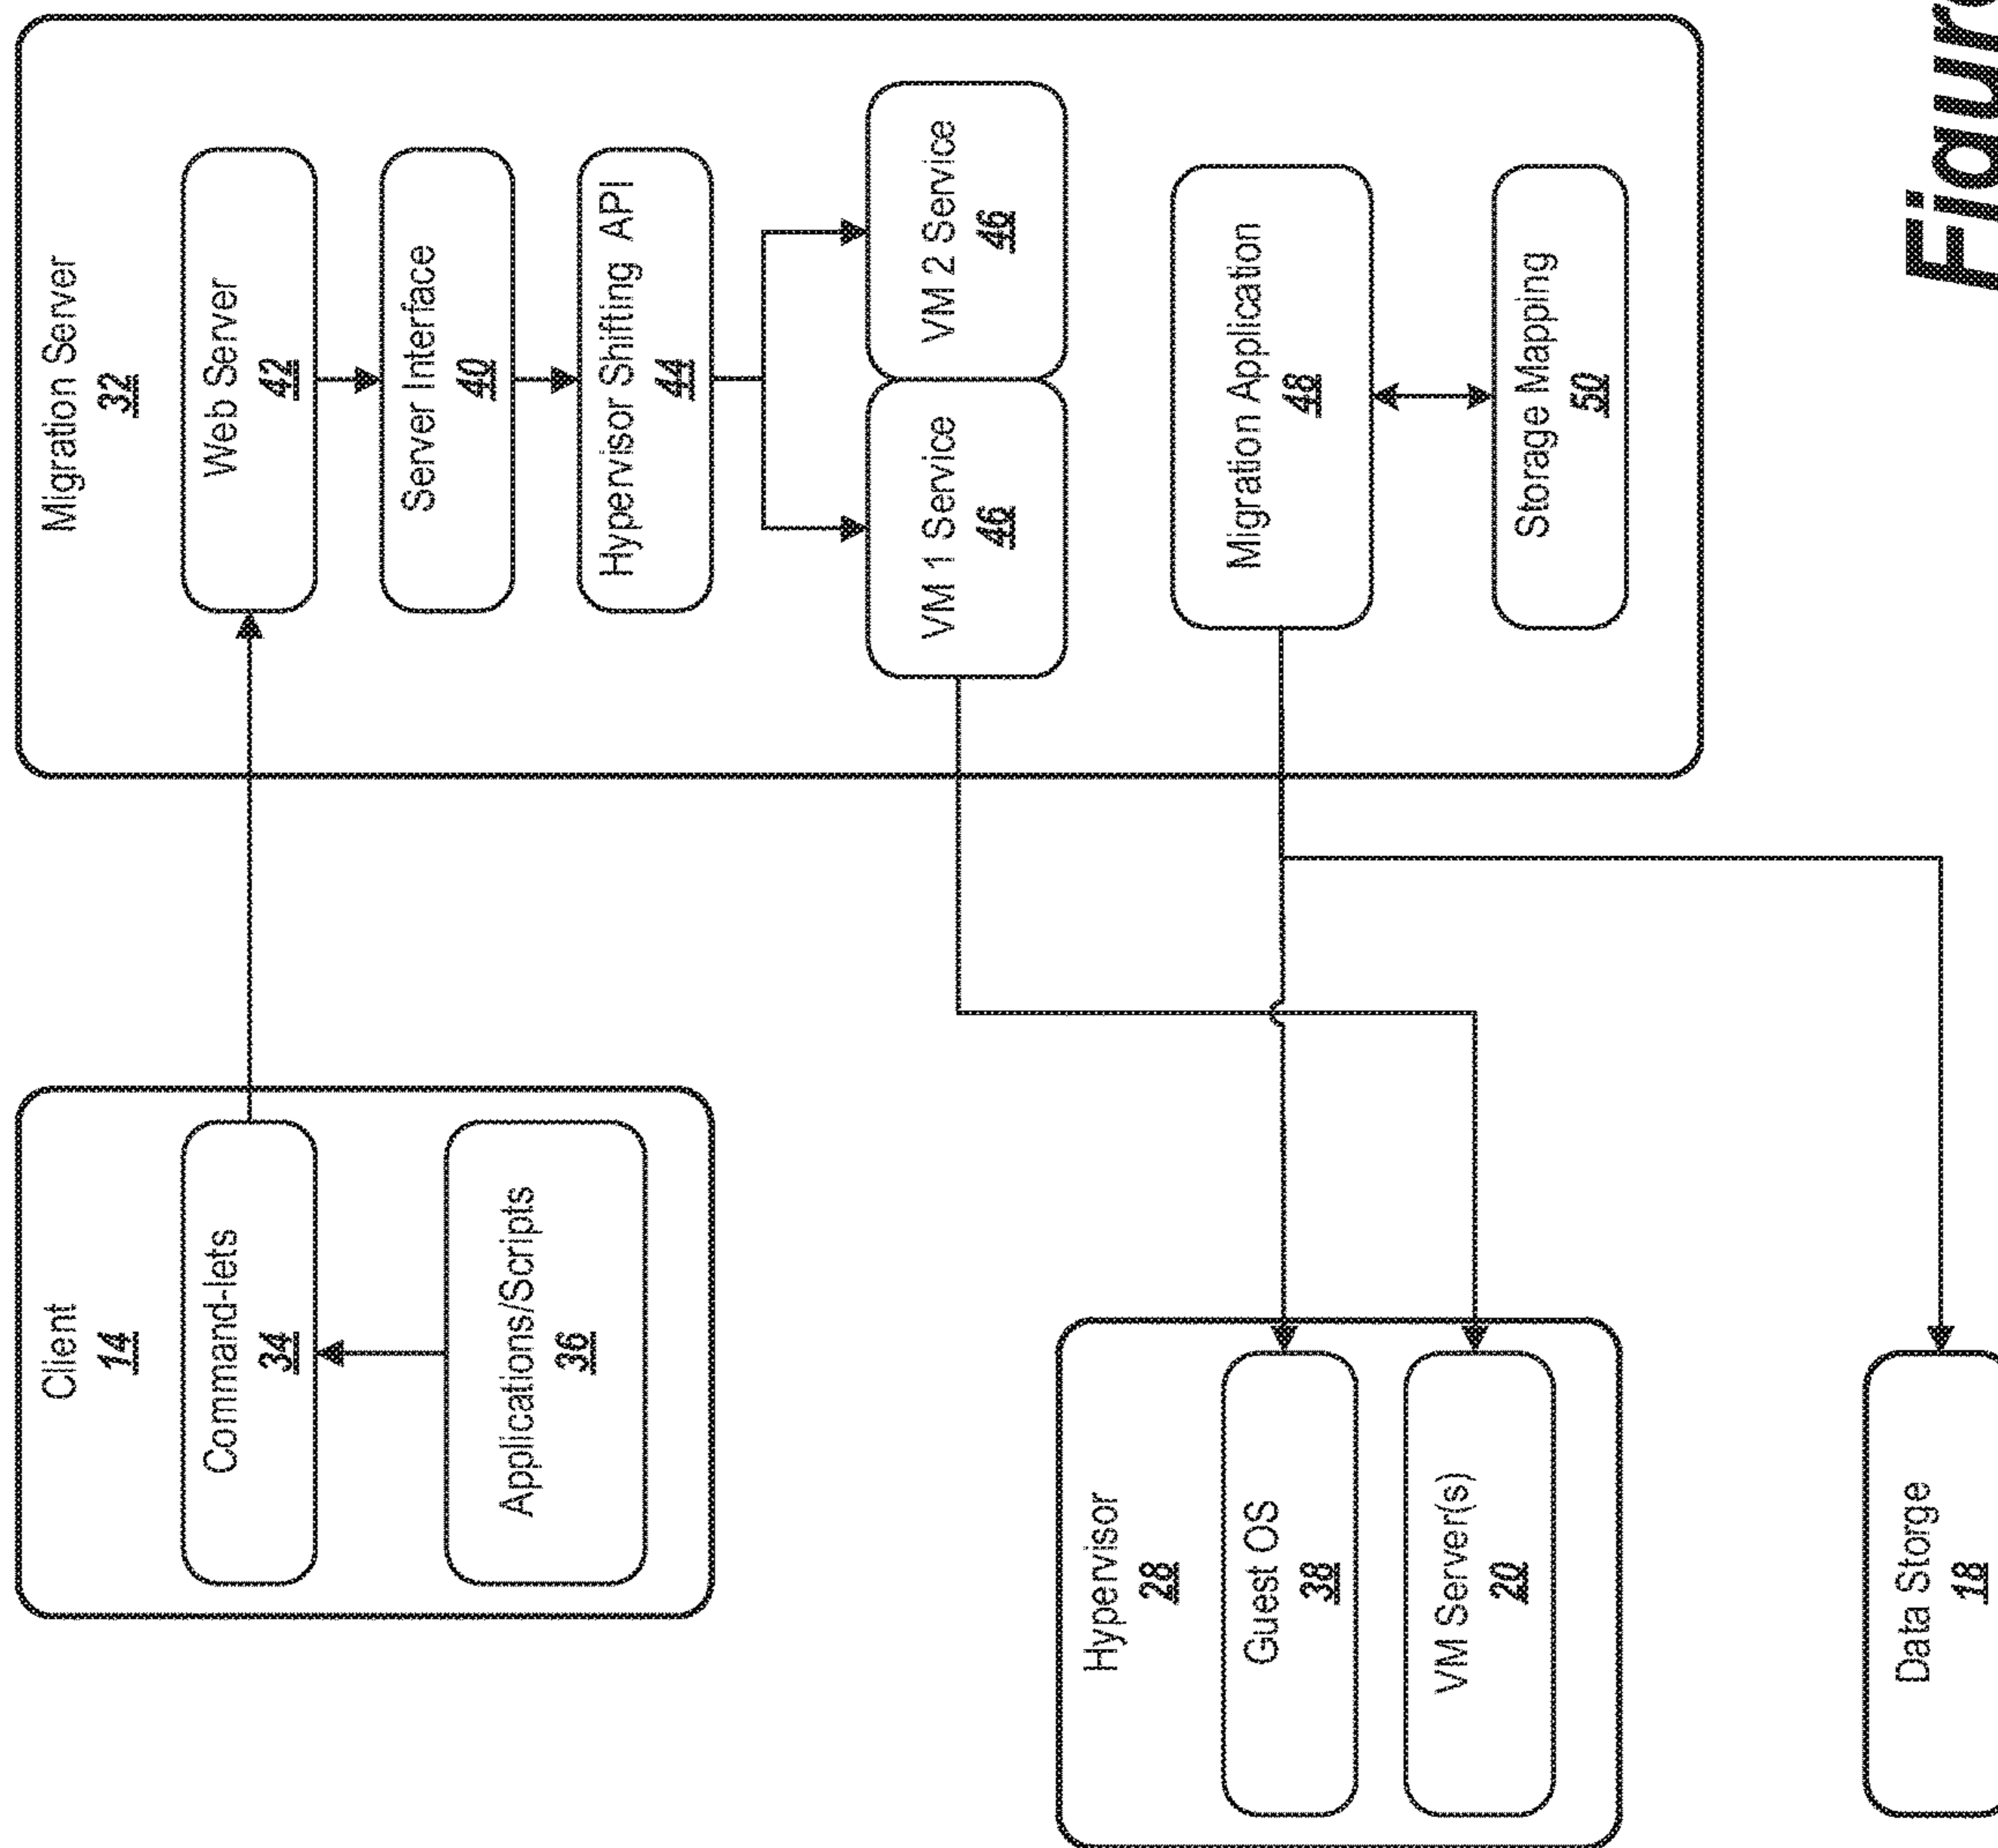 Client
14
Command-lets
34
Applications/Scripts
36
Hypervisor
28
Guest OS
38
VM Server(s)
20
Data Storge
18
Migration Server
32
Web Server
42
Server Interface
40
Hypervisor Shifting API
44
VM 1 Service
46
VM 2 Service
46
Migration Application
48
Storage Mapping
50
Figure